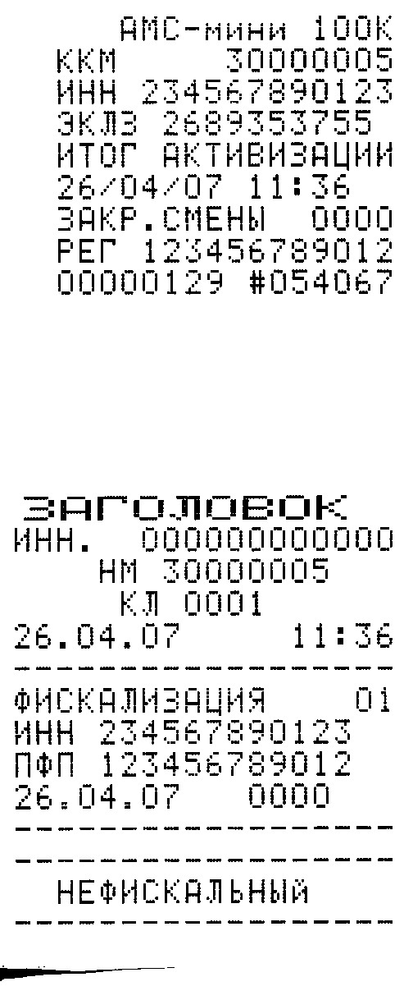 АМС-мини 100К
ККМ 30000005
ИНН 234567890123
ЭКЛЗ 2689353755
ИТОГ АКТИВИЗАЦИИ
26/04/07 11:36
ЗАКР.СМЕНЫ 0000
РЕГ 123456789012
00000129 #054067
ЗАГОЛОВОК
ИНН. 000000000000
НМ 30000005
КЛ 0001
26.04.07 11:36
------------------
ФИСКАЛИЗАЦИЯ 01
ИНН 234567890123
ПФП 123456789012
26.04.07 0000
------------------
------------------
НЕФИСКАЛЬНЫЙ
------------------